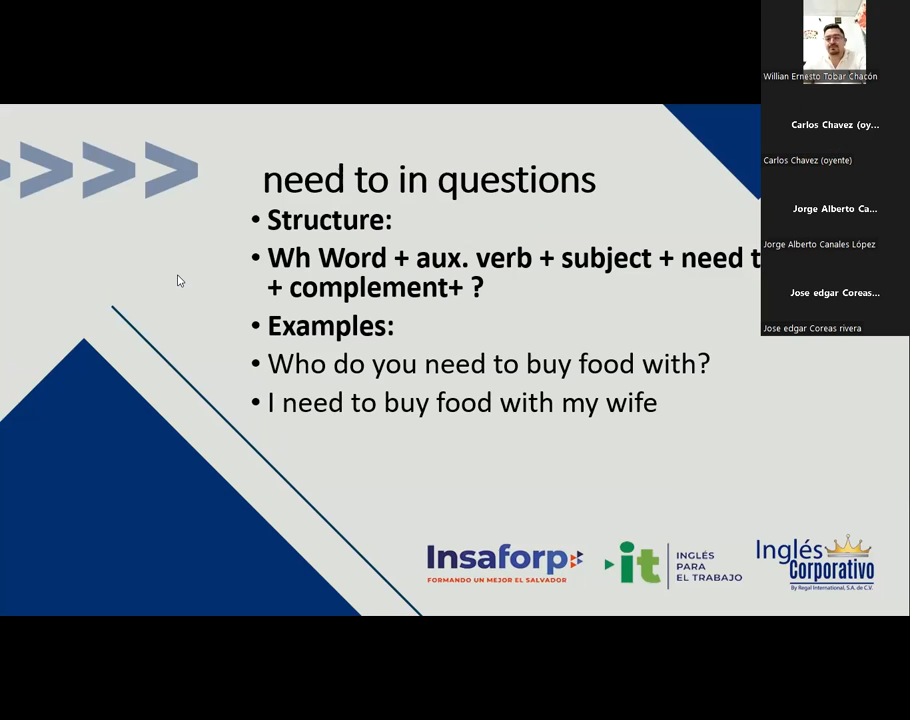 Willian Ernesto Tobar Chacón
Carlos Chavez (oy...
Carlos Chavez (oyente)
Jorge Alberto Ca...
Jorge Alberto Canales López
Jose edgar Coreas...
Jose edgar Coreas rivera
need to in questions
• Structure:
• Wh Word + aux. verb + subject + need t
+ complement+ ?
• Examples:
• Who do you need to buy food with?
• I need to buy food with my wife
Insaforp
FORMANDO UN MEJOR EL SALVADOR
it
INGLÉS
PARA
EL TRABAJO
Inglés
Corporativo
By Regal International, S.A. de C.V.